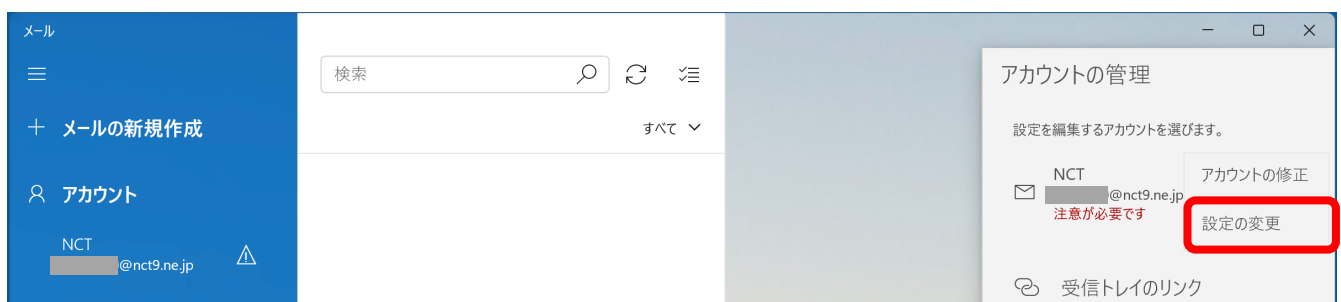 メール
メールの新規作成
アカウント
NCT
@nct9.ne.jp
検索
すべて
アカウントの管理
設定を編集するアカウントを選びます。
NCT
@nct9.ne.jp
注意が必要です
アカウントの修正
設定の変更
受信トレイのリンク